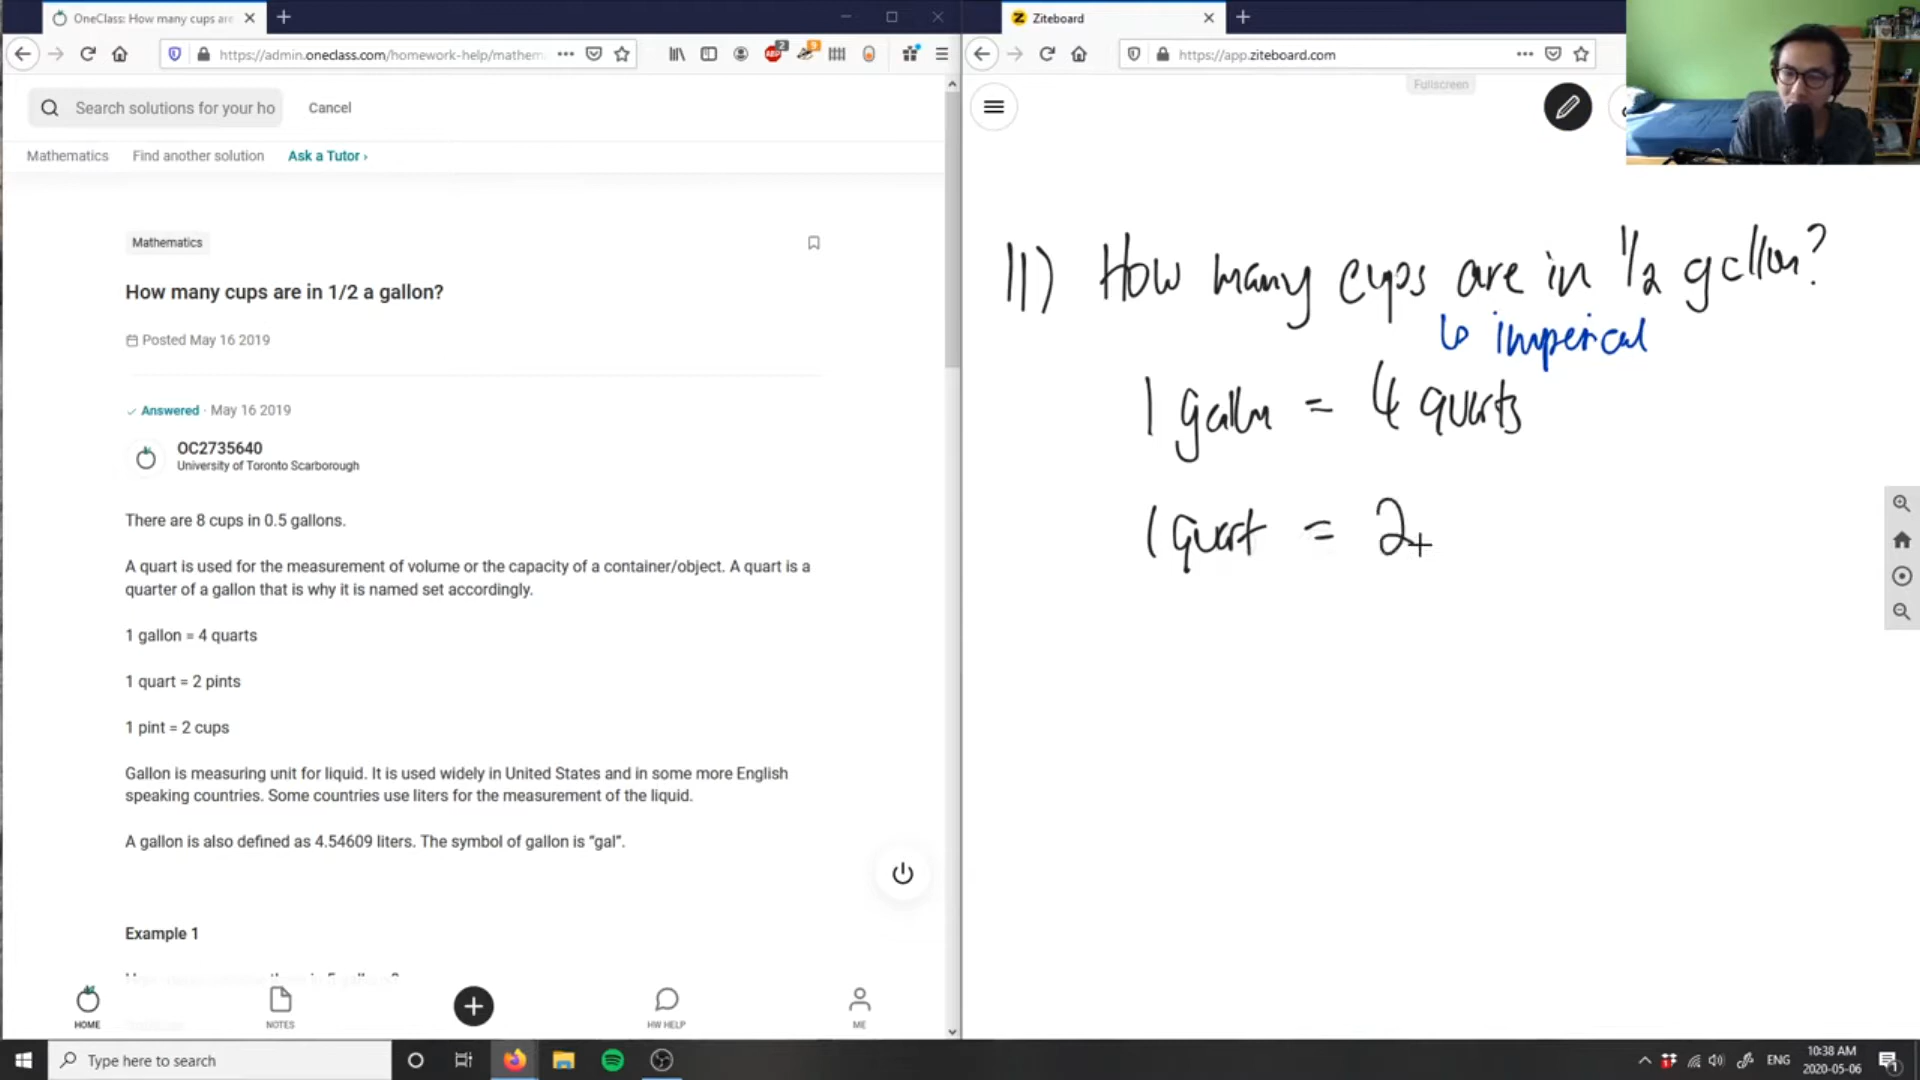 OneClass: How many cups are
https://admin.oneclass.com/homework-help/mathem
2
9
Search solutions for your ho
Cancel
Mathematics
Find another solution
Ask a Tutor ›
Mathematics
How many cups are in 1/2 a gallon?
Posted May 16 2019
Answered · May 16 2019
OC2735640
University of Toronto Scarborough
There are 8 cups in 0.5 gallons.
A quart is used for the measurement of volume or the capacity of a container/object. A quart is a
quarter of a gallon that is why it is named set accordingly.
1 gallon = 4 quarts
1 quart = 2 pints
1 pint = 2 cups
Gallon is measuring unit for liquid. It is used widely in United States and in some more English
speaking countries. Some countries use liters for the measurement of the liquid.
A gallon is also defined as 4.54609 liters. The symbol of gallon is “gal”.
Example 1
HOME
NOTES
HW HELP
ME
Ziteboard
https://app.ziteboard.com
Fullscreen
11) How many cups are in 1/2 gallon?
↳ imperial
1 gallon = 4 quarts
1 quart = 2
Type here to search
ENG
10:38 AM
2020-05-06
1